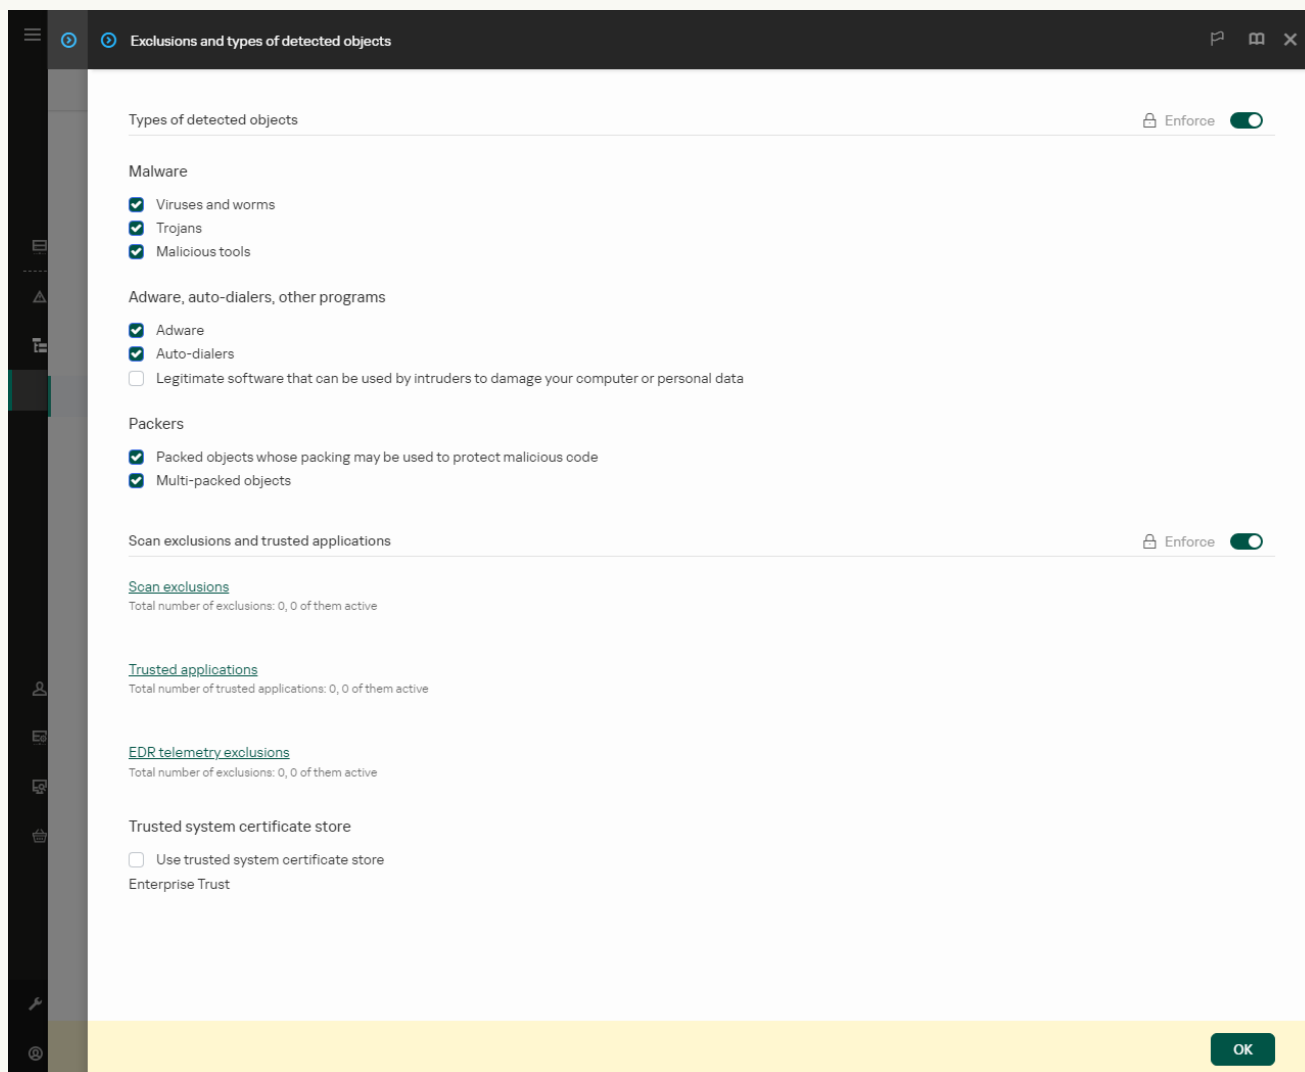 Exclusions and types of detected objects
Types of detected objects
Enforce
Malware
Viruses and worms
Trojans
Malicious tools
Adware, auto-dialers, other programs
Adware
Auto-dialers
Legitimate software that can be used by intruders to damage your computer or personal data
Packers
Packed objects whose packing may be used to protect malicious code
Multi-packed objects
Scan exclusions and trusted applications
Enforce
Scan exclusions
Total number of exclusions: 0, 0 of them active
Trusted applications
Total number of trusted applications: 0, 0 of them active
EDR telemetry exclusions
Total number of exclusions: 0, 0 of them active
Trusted system certificate store
Use trusted system certificate store
Enterprise Trust
OK